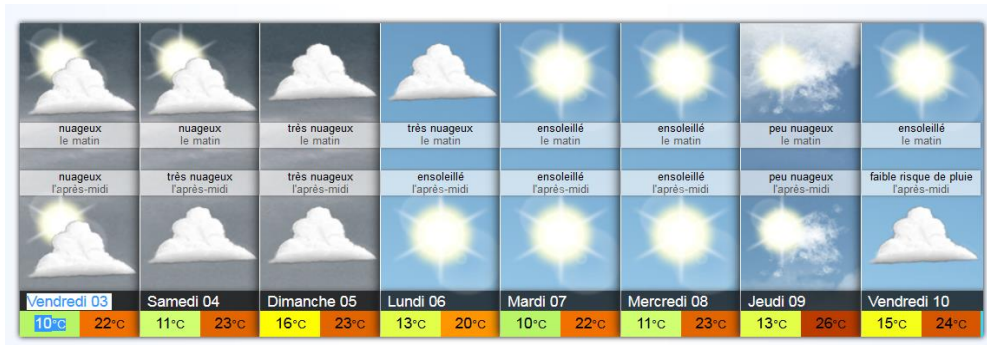 nuageux
le matin
nuageux
le matin
très nuageux
le matin
très nuageux
le matin
ensoleillé
le matin
ensoleillé
le matin
peu nuageux
le matin
ensoleillé
le matin
nuageux
l'après-midi
très nuageux
l'après-midi
très nuageux
l'après-midi
ensoleillé
l'après-midi
ensoleillé
l'après-midi
ensoleillé
l'après-midi
peu nuageux
l'après-midi
faible risque de pluie
l'après-midi
Vendredi 03
Samedi 04
Dimanche 05
Lundi 06
Mardi 07
Mercredi 08
Jeudi 09
Vendredi 10
10°C 22°C
11°C 23°C
16°C 23°C
13°C 20°C
10°C 22°C
11°C 23°C
13°C 26°C
15°C 24°C